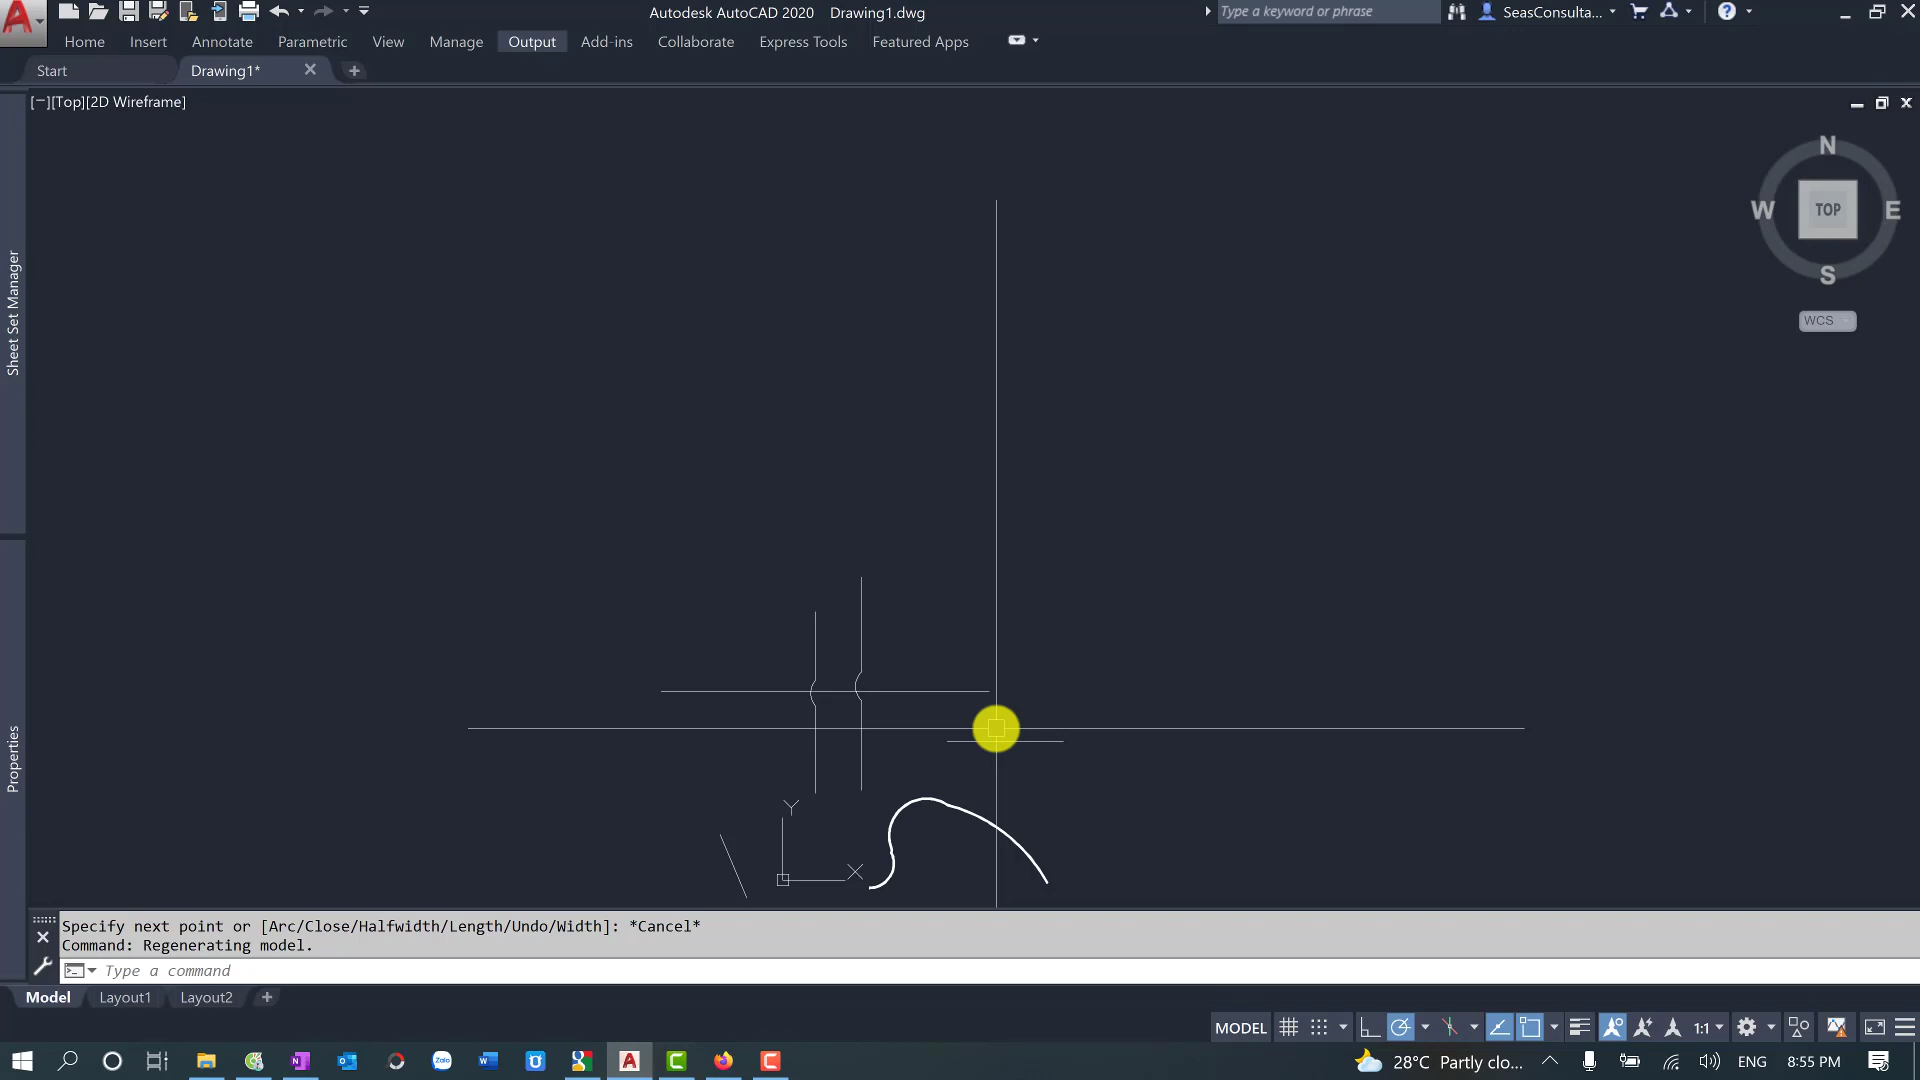 Autodesk AutoCAD 2020 Drawing1.dwg
Type a keyword or phrase
SeasConsulta...
Home Insert Annotate Parametric View Manage Output Add-ins Collaborate Express Tools Featured Apps
Start Drawing1*
[−][Top][2D Wireframe]
N
W TOP E
S
WCS
Sheet Set Manager
Properties
Y
X
Specify next point or [Arc/Close/Halfwidth/Length/Undo/Width]: *Cancel*
Command: Regenerating model.
Type a command
Model Layout1 Layout2
MODEL 1:1
Zalo
28°C Partly clo... ENG 8:55 PM